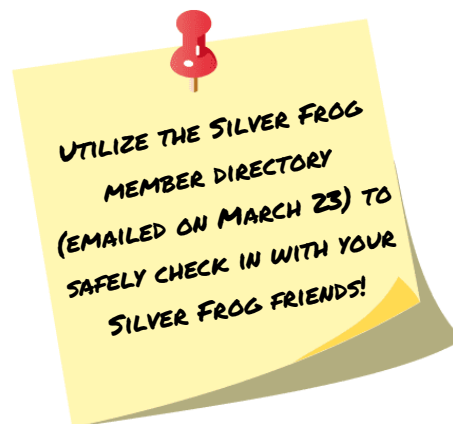 Utilize the Silver Frog
member directory
(emailed on March 23) to
safely check in with your
Silver Frog friends!